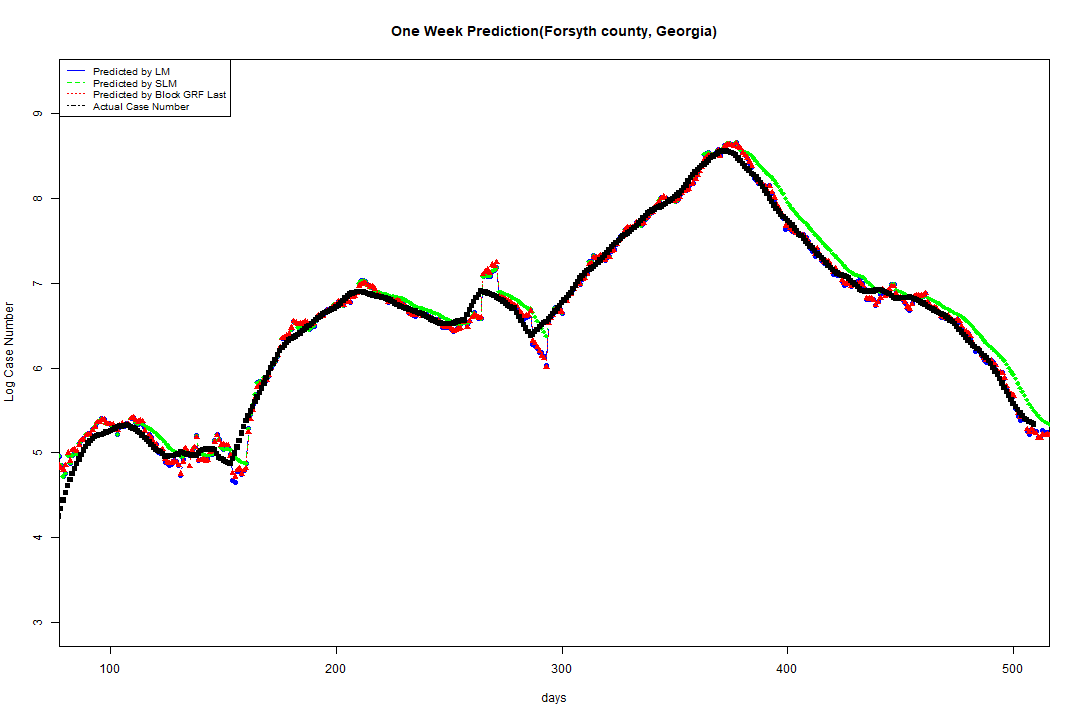 One Week Prediction(Forsyth county, Georgia)
Predicted by LM
Predicted by SLM
Predicted by Block GRF Last
Actual Case Number
Log Case Number
9
8
7
6
5
4
3
100 200 300 400 500
days